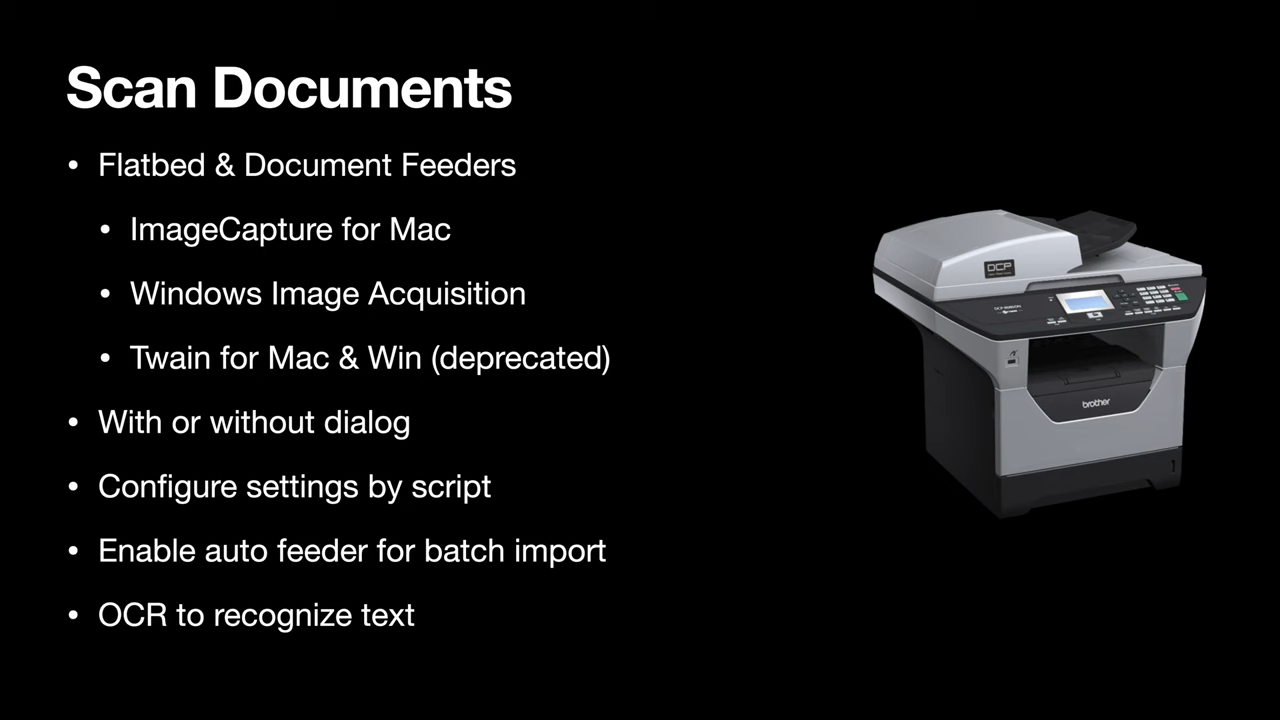 Scan Documents
• Flatbed & Document Feeders
• ImageCapture for Mac
• Windows Image Acquisition
• Twain for Mac & Win (deprecated)
• With or without dialog
• Configure settings by script
• Enable auto feeder for batch import
• OCR to recognize text
DCP
brother